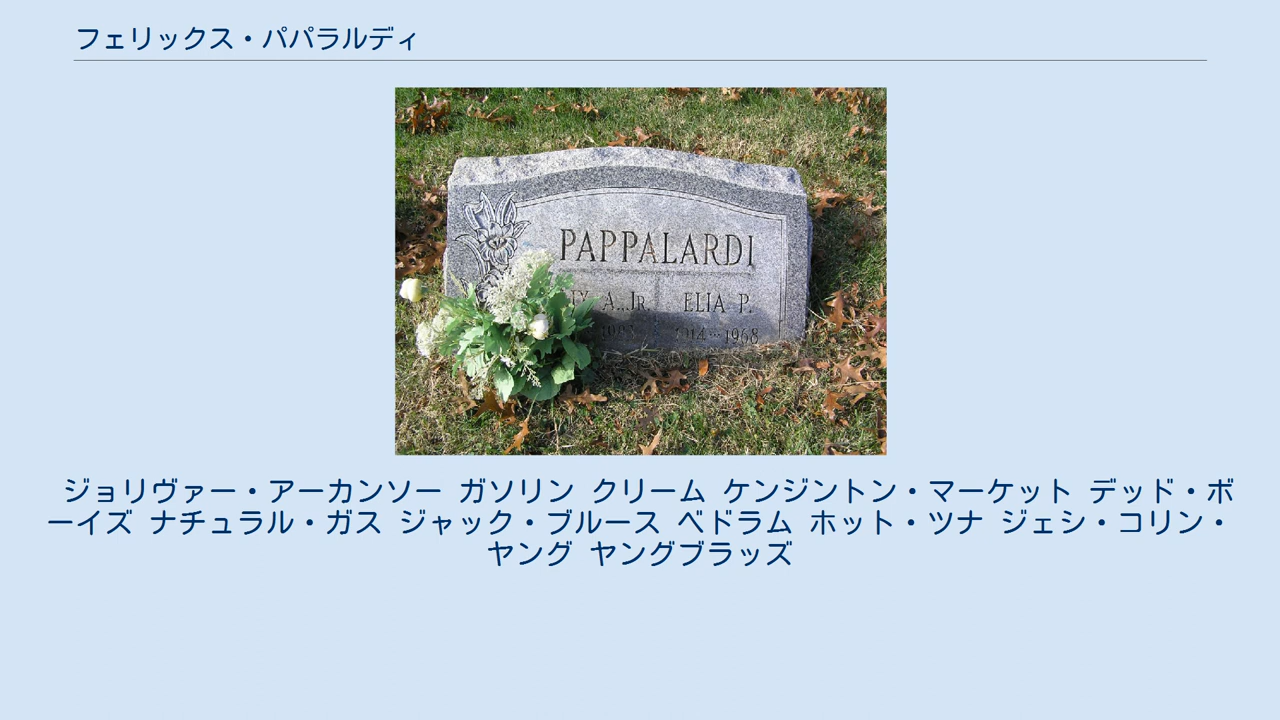 フェリックス・パパラルディ
PAPPALARDI
A., JR. ELIA P.
1914 1968
ジョリヴァー・アーカンソー ガソリン クリーム ケンジントン・マーケット デッド・ボ
ーイズ ナチュラル・ガス ジャック・ブルース ベドラム ホット・ツナ ジェシ・コリン・
ヤング ヤングブラッズ